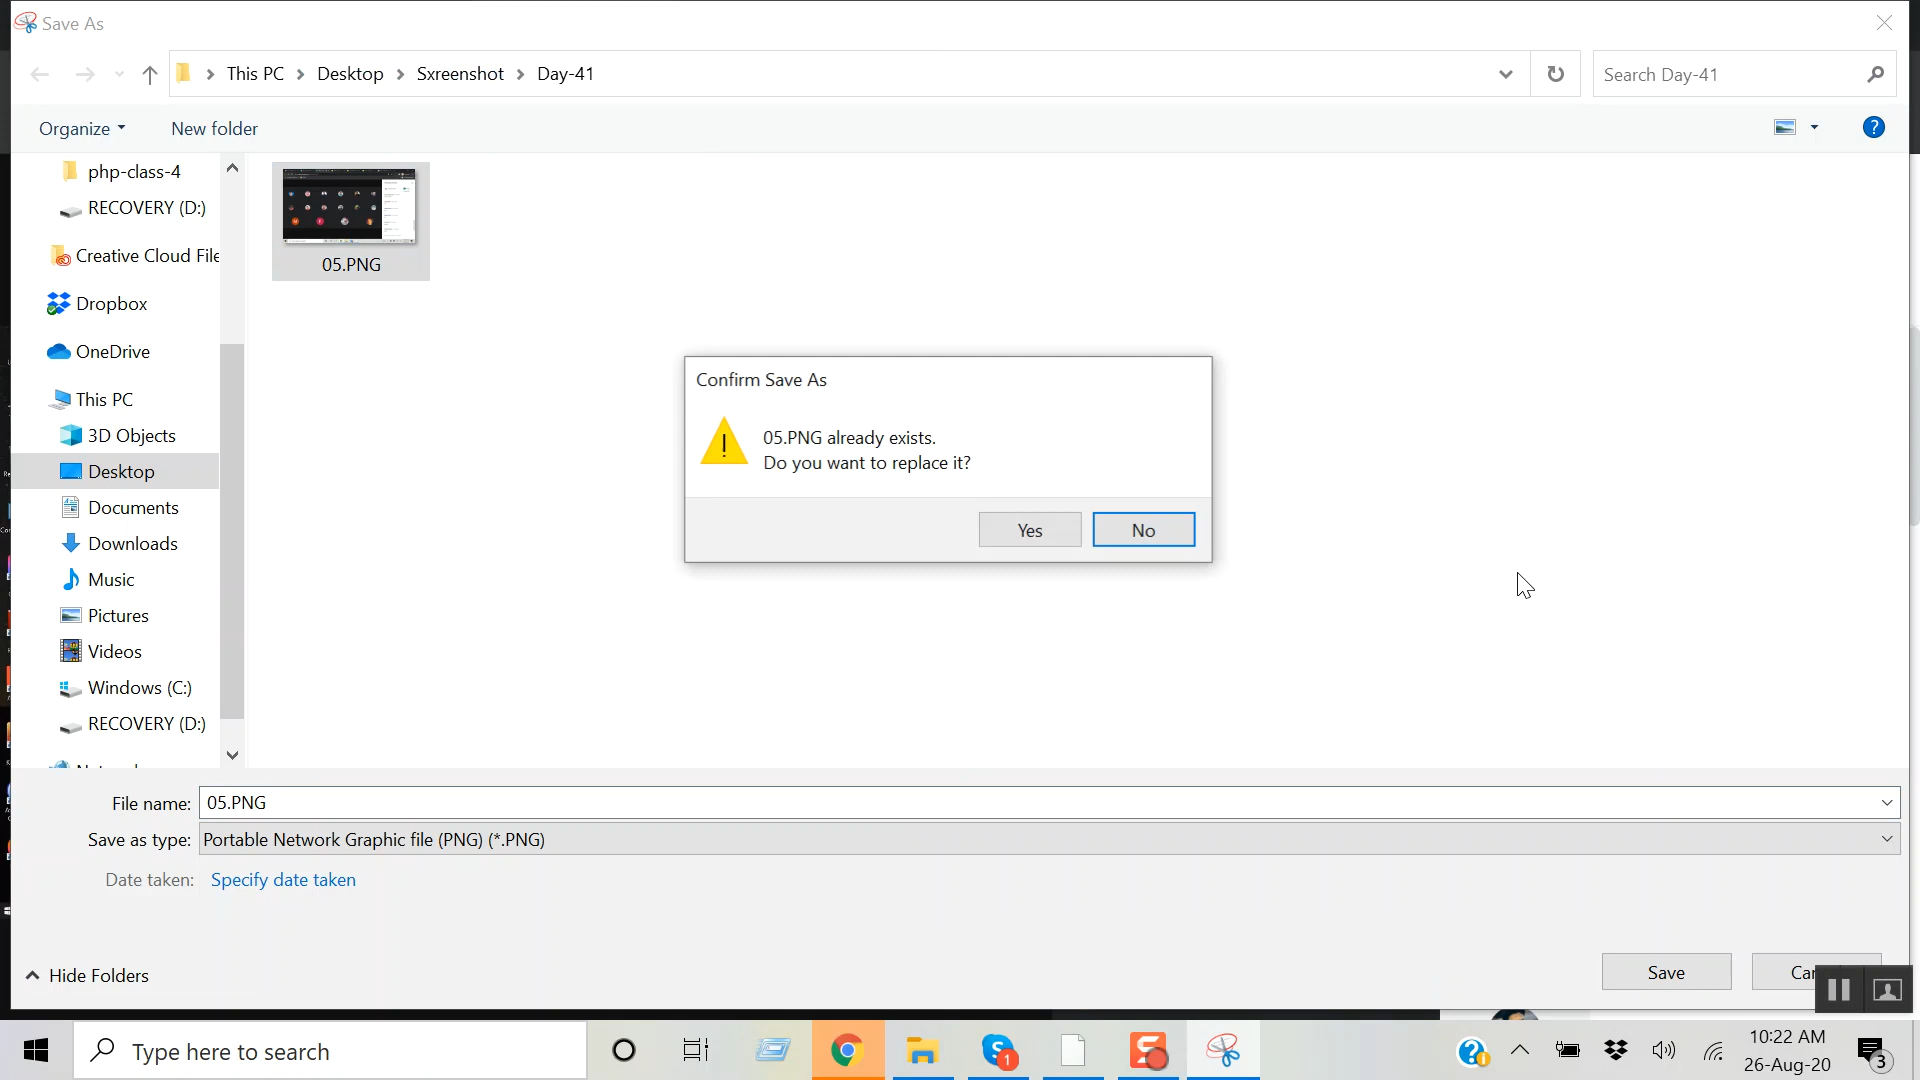 Save As
This PC > Desktop > Sxreenshot > Day-41
Search Day-41
Organize
New folder
?
php-class-4
RECOVERY (D:)
Creative Cloud File
Dropbox
OneDrive
This PC
3D Objects
Desktop
Documents
Downloads
Music
Pictures
Videos
Windows (C:)
RECOVERY (D:)
05.PNG
Confirm Save As
05.PNG already exists.
Do you want to replace it?
Yes
No
File name: 05.PNG
Save as type: Portable Network Graphic file (PNG) (*.PNG)
Date taken: Specify date taken
Hide Folders
Save
Type here to search
1
10:22 AM
26-Aug-20
3